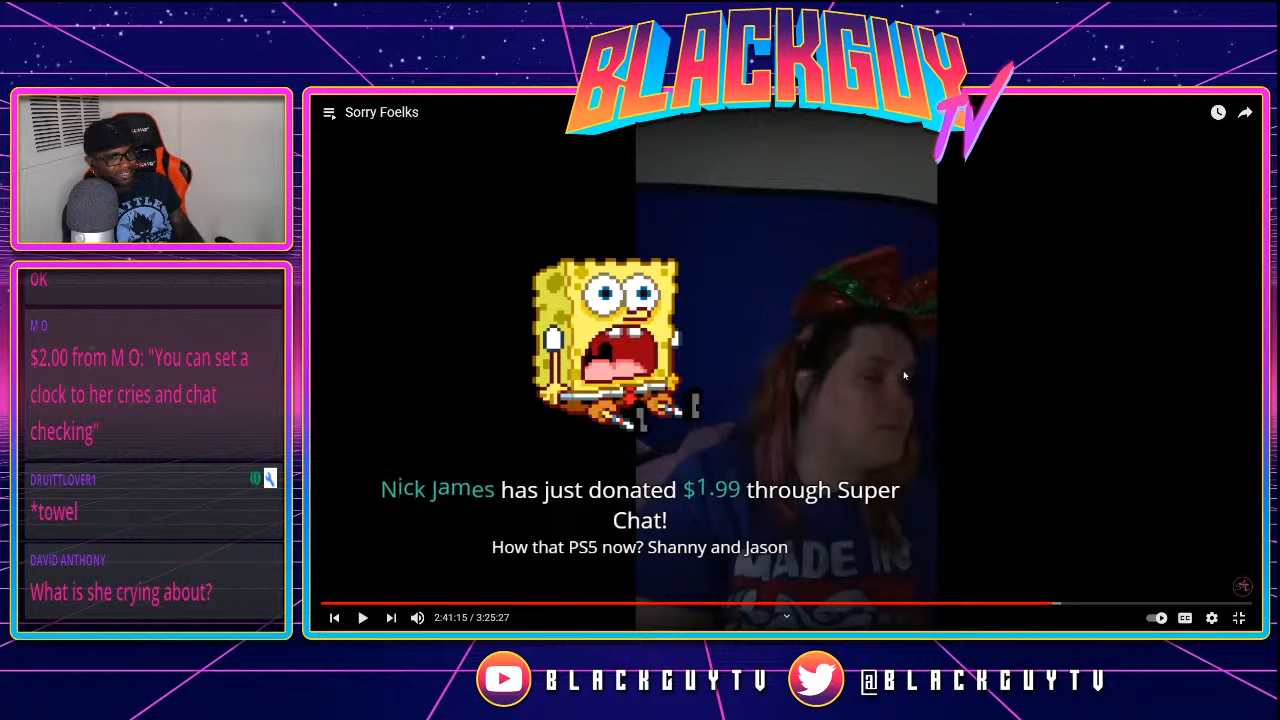 BLACKGUY
TV
Sorry Foelks
OK
M O
$2.00 from M O: "You can set a
clock to her cries and chat
checking"
DRUITTLOVER1
*towel
DAVID ANTHONY
What is she crying about?
Nick James has just donated $1.99 through Super
Chat!
How that PS5 now? Shanny and Jason
MADE IN
2:41:15 / 3:25:27
BLACKGUYTV
@BLACKGUYTV